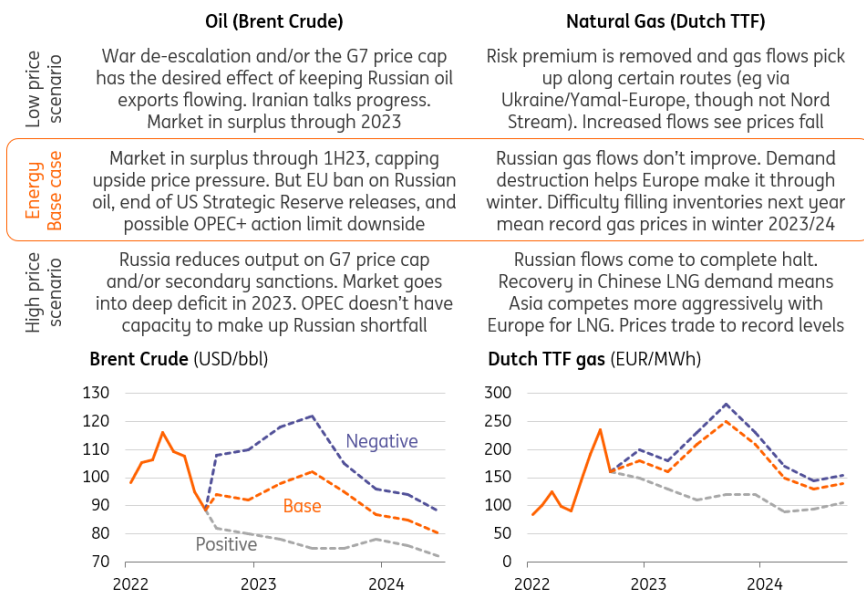 Oil (Brent Crude)
Natural Gas (Dutch TTF)
Low price
scenario
War de-escalation and/or the G7 price cap
has the desired effect of keeping Russian oil
exports flowing. Iranian talks progress.
Market in surplus through 2023
Risk premium is removed and gas flows pick
up along certain routes (eg via
Ukraine/Yamal-Europe, though not Nord
Stream). Increased flows see prices fall
Energy
Base case
Market in surplus through 1H23, capping
upside price pressure. But EU ban on Russian
oil, end of US Strategic Reserve releases, and
possible OPEC+ action limit downside
Russian gas flows don't improve. Demand
destruction helps Europe make it through
winter. Difficulty filling inventories next year
mean record gas prices in winter 2023/24
High price
scenario
Russia reduces output on G7 price cap
and/or secondary sanctions. Market goes
into deep deficit in 2023. OPEC doesn't have
capacity to make up Russian shortfall
Russian flows come to complete halt.
Recovery in Chinese LNG demand means
Asia competes more aggressively with
Europe for LNG. Prices trade to record levels
Brent Crude (USD/bbl)
130
120
110
100
90
80
70
Negative
Base
Positive
2022
2023
2024
Dutch TTF gas (EUR/MWh)
300
250
200
150
100
50
0
2022
2023
2024